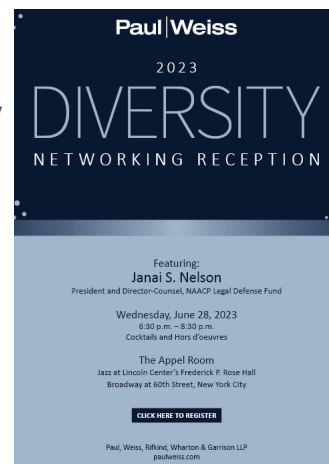 Paul|Weiss
2023
DIVERSITY
NETWORKING RECEPTION
Featuring:
Janai S. Nelson
President and Director-Counsel, NAACP Legal Defense Fund
Wednesday, June 28, 2023
6:30 p.m. – 8:30 p.m.
Cocktails and Hors d'oeuvres
The Appel Room
Jazz at Lincoln Center's Frederick P. Rose Hall
Broadway at 60th Street, New York City
CLICK HERE TO REGISTER
Paul, Weiss, Rifkind, Wharton & Garrison LLP
paulweiss.com